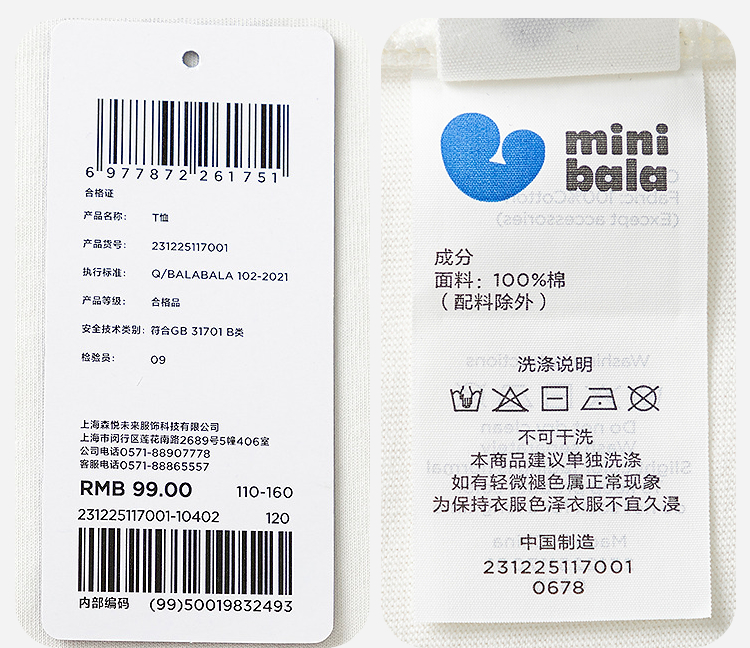 6 977872 261751
合格证
产品名称: T恤
产品货号: 231225117001
执行标准: Q/BALABALA 102-2021
产品等级: 合格品
安全技术类别: 符合GB 31701 B类
检验员: 09
上海森悦未来服饰科技有限公司
上海市闵行区莲花南路2689号5幢406室
公司电话0571-88907778
客服电话0571-88865557
RMB 99.00 110-160
231225117001-10402 120
内部编码 (99)50019832493
mini
bala
成分
面料: 100%棉
(配料除外)
洗涤说明
不可干洗
本商品建议单独洗涤
如有轻微褪色属正常现象
为保持衣服色泽衣服不宜久浸
中国制造
231225117001
0678